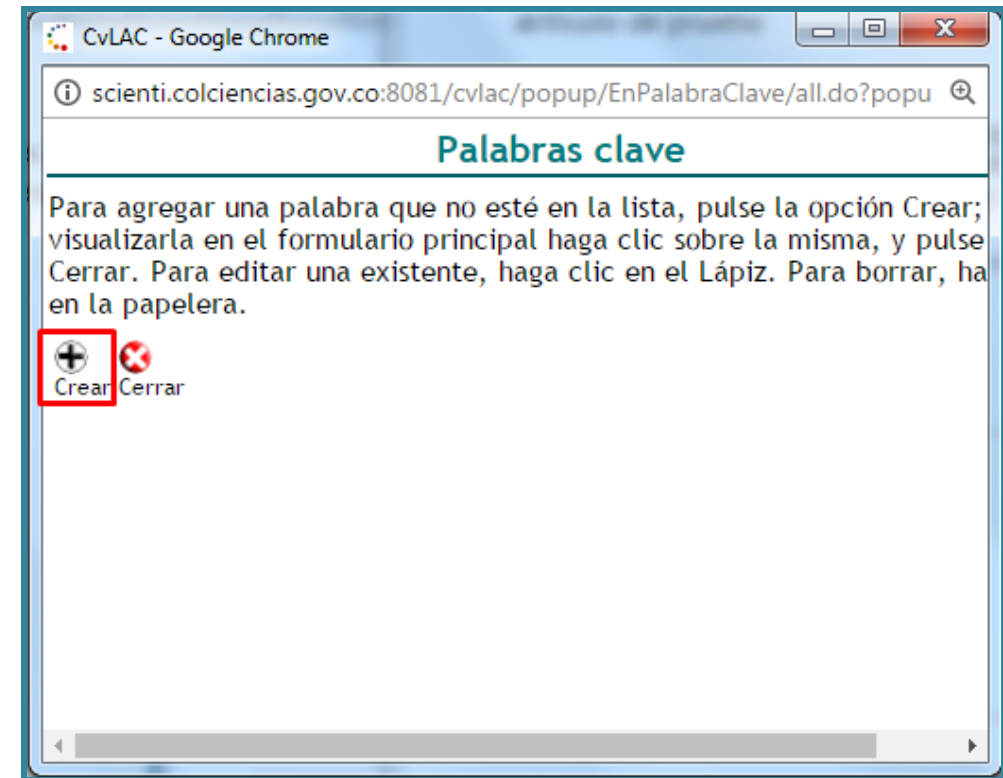 Artículo de prueba
CvLAC - Google Chrome
X
scienti.colciencias.gov.co:8081/cvlac/popup/EnPalabraClave/all.do?popu
Palabras clave
Para agregar una palabra que no esté en la lista, pulse la opción Crear;
visualizarla en el formulario principal haga clic sobre la misma, y pulse
Cerrar. Para editar una existente, haga clic en el Lápiz. Para borrar, ha
en la papelera.
Crear Cerrar